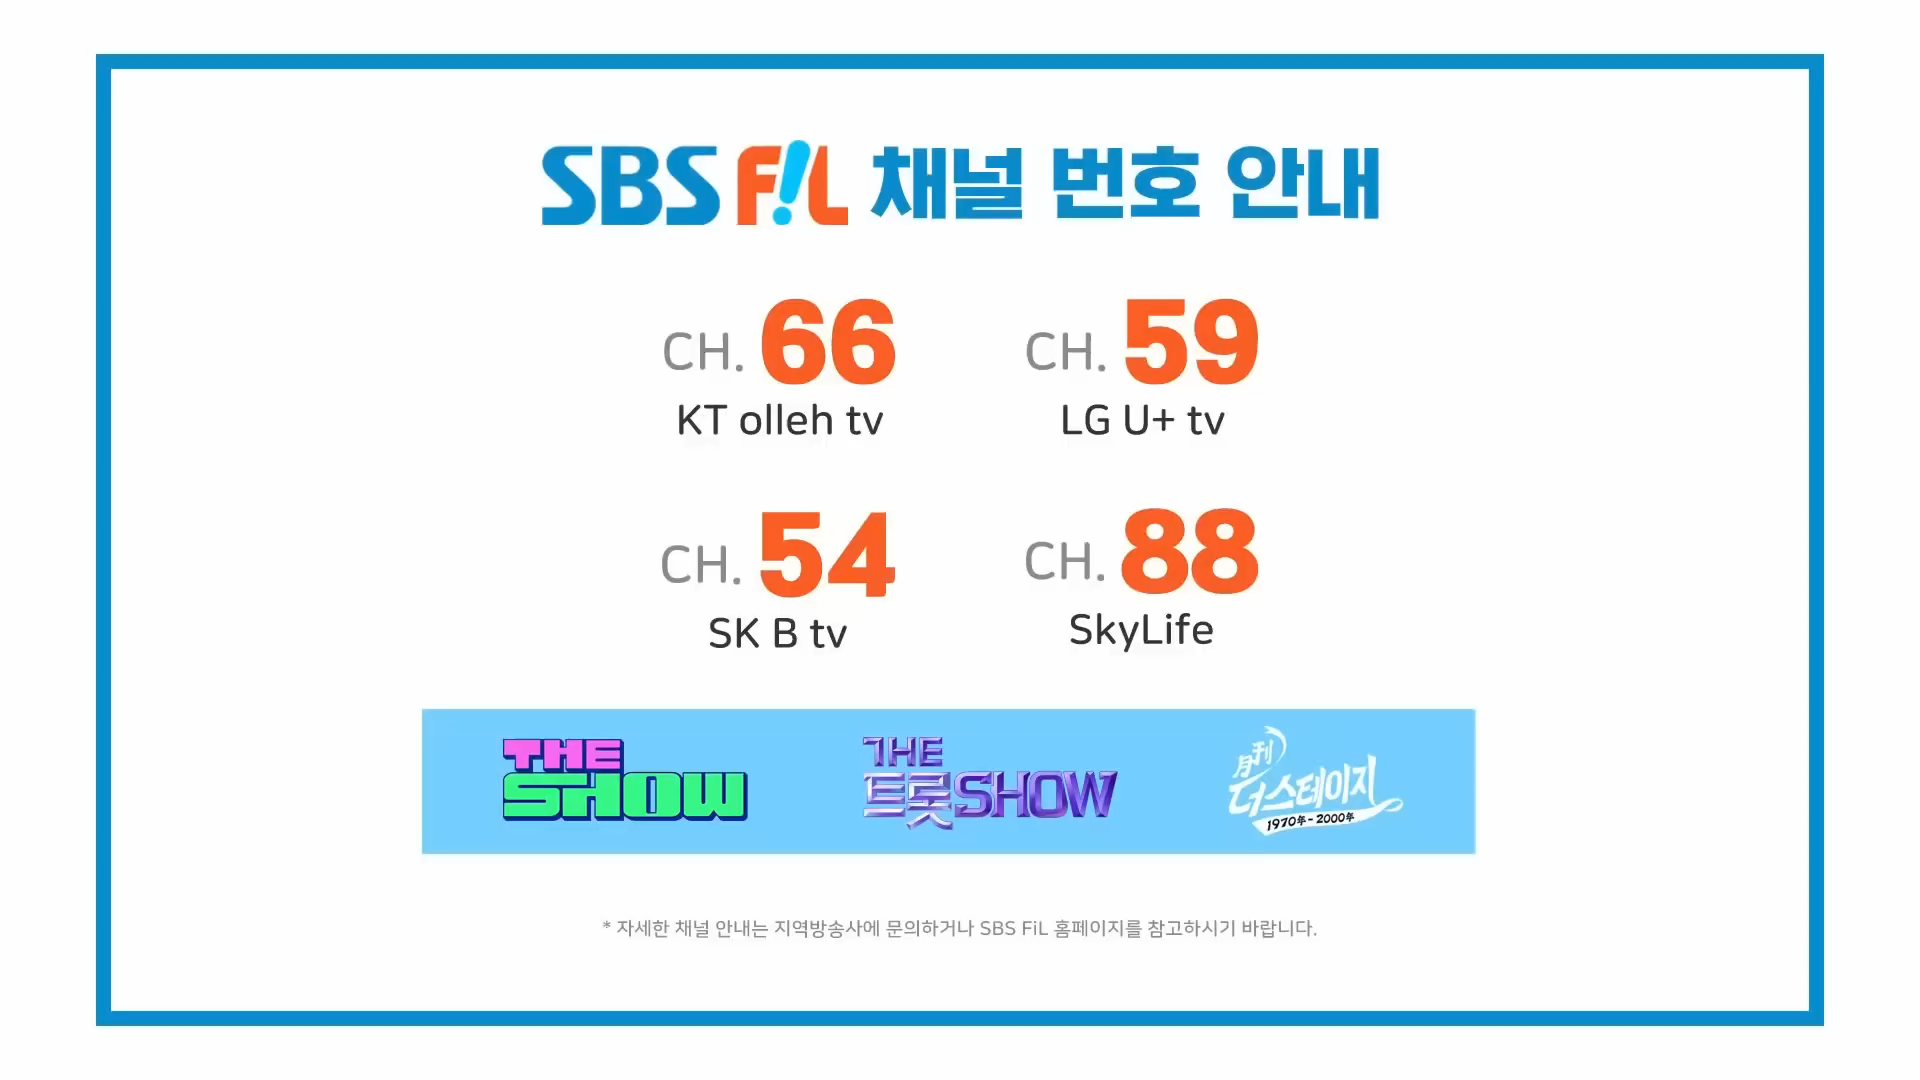 SBS F!L 채널 번호 안내
CH. 66
KT olleh tv
CH. 59
LG U+ tv
CH. 54
SK B tv
CH. 88
SkyLife
THE
SHOW
THE
트롯SHOW
月刊
더스테이지
1970年-2000年
* 자세한 채널 안내는 지역방송사에 문의하거나 SBS FiL 홈페이지를 참고하시기 바랍니다.